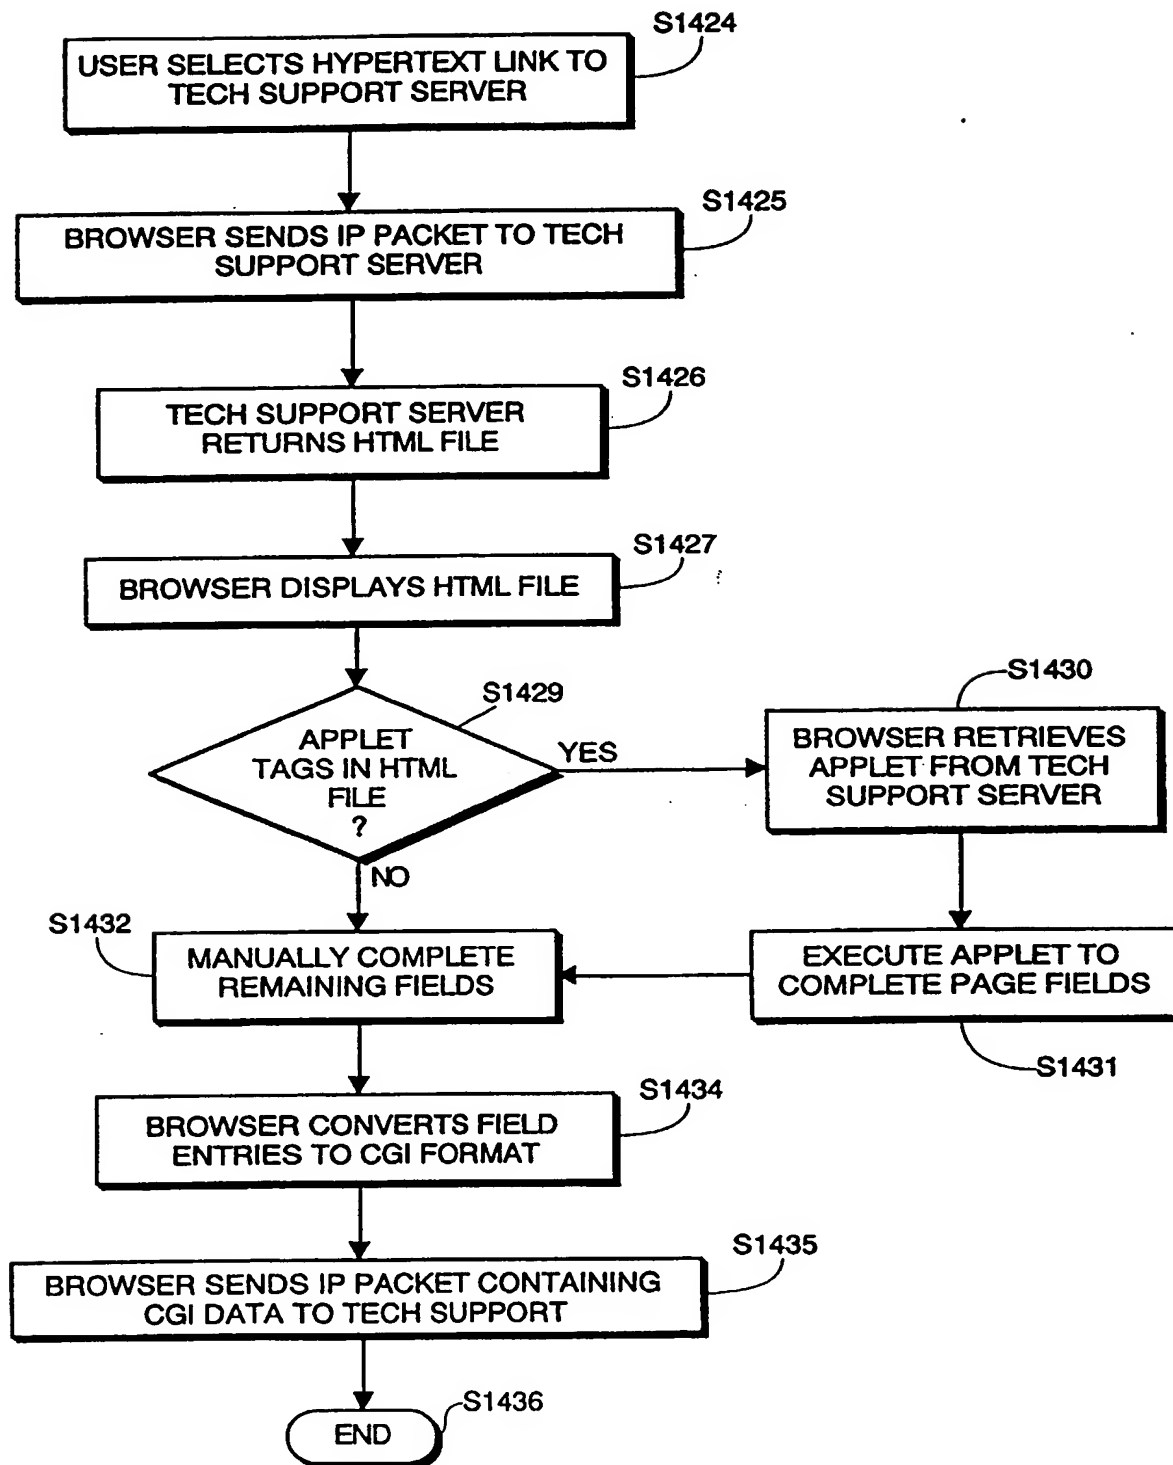 S1424
USER SELECTS HYPERTEXT LINK TO
TECH SUPPORT SERVER
S1425
BROWSER SENDS IP PACKET TO TECH
SUPPORT SERVER
S1426
TECH SUPPORT SERVER
RETURNS HTML FILE
S1427
BROWSER DISPLAYS HTML FILE
S1429
APPLET
TAGS IN HTML
FILE
?
YES
NO
S1430
BROWSER RETRIEVES
APPLET FROM TECH
SUPPORT SERVER
EXECUTE APPLET TO
COMPLETE PAGE FIELDS
S1431
S1432
MANUALLY COMPLETE
REMAINING FIELDS
S1434
BROWSER CONVERTS FIELD
ENTRIES TO CGI FORMAT
S1435
BROWSER SENDS IP PACKET CONTAINING
CGI DATA TO TECH SUPPORT
S1436
END